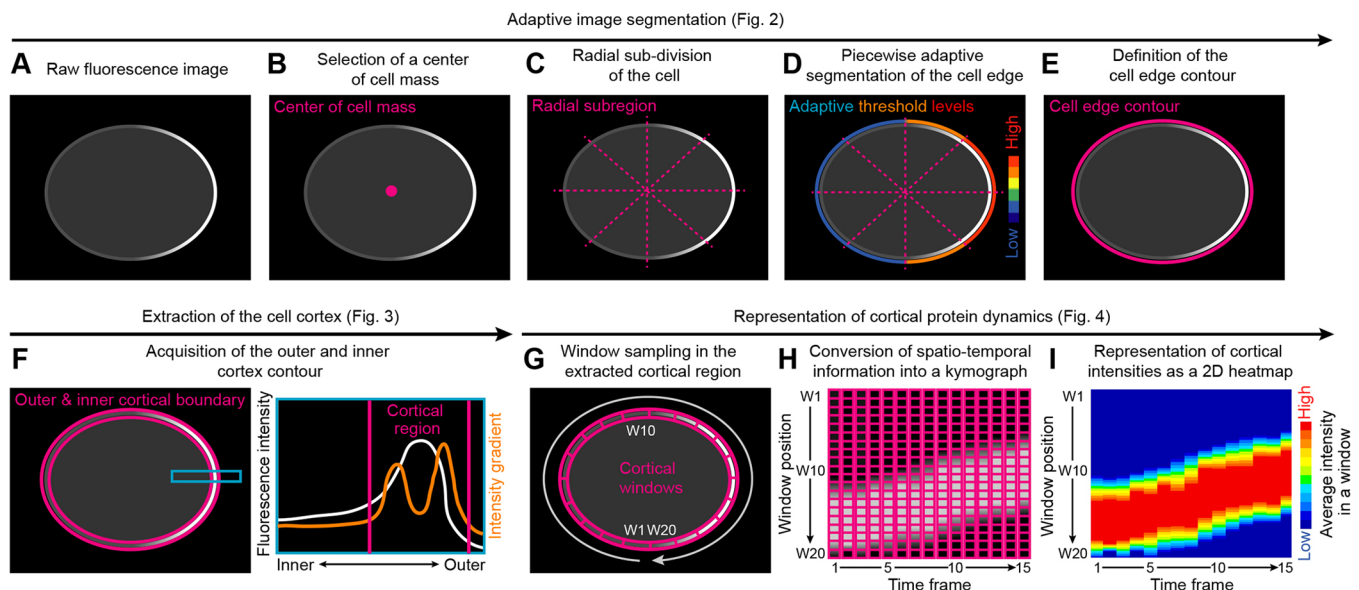 Adaptive image segmentation (Fig. 2)
A
Raw fluorescence image
B
Selection of a center
of cell mass
Center of cell mass
C
Radial sub-division
of the cell
Radial subregion
D
Piecewise adaptive
segmentation of the cell edge
Adaptive threshold levels
High
Low
E
Definition of the
cell edge contour
Cell edge contour
Extraction of the cell cortex (Fig. 3)
Representation of cortical protein dynamics (Fig. 4)
F
Acquisition of the outer and inner
cortex contour
Outer & inner cortical boundary
Fluorescence intensity
Cortical
region
Intensity gradient
Inner
Outer
G
Window sampling in the
extracted cortical region
W10
Cortical
windows
W1 W20
H
Conversion of spatio-temporal
information into a kymograph
Window position
W1
W10
W20
1 5 10 15
Time frame
I
Representation of cortical
intensities as a 2D heatmap
Window position
W1
W10
W20
1 5 10 15
Time frame
High
Low
Average intensity
in a window